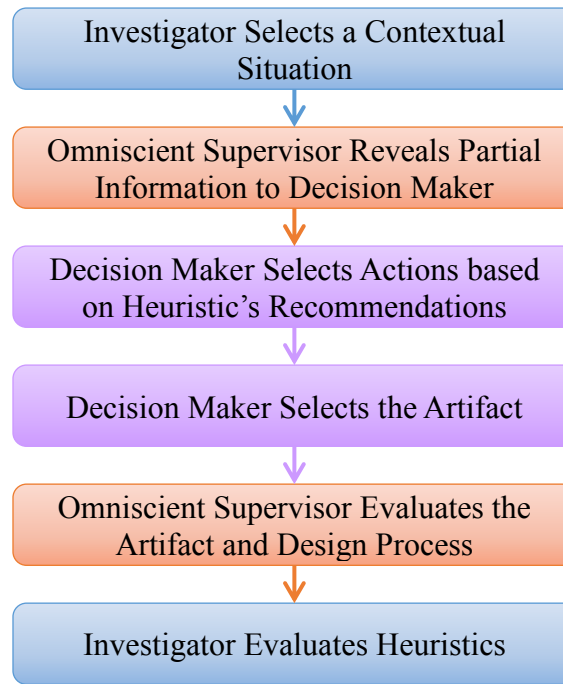 Investigator Selects a Contextual
Situation
Omniscient Supervisor Reveals Partial
Information to Decision Maker
Decision Maker Selects Actions based
on Heuristic’s Recommendations
Decision Maker Selects the Artifact
Omniscient Supervisor Evaluates the
Artifact and Design Process
Investigator Evaluates Heuristics